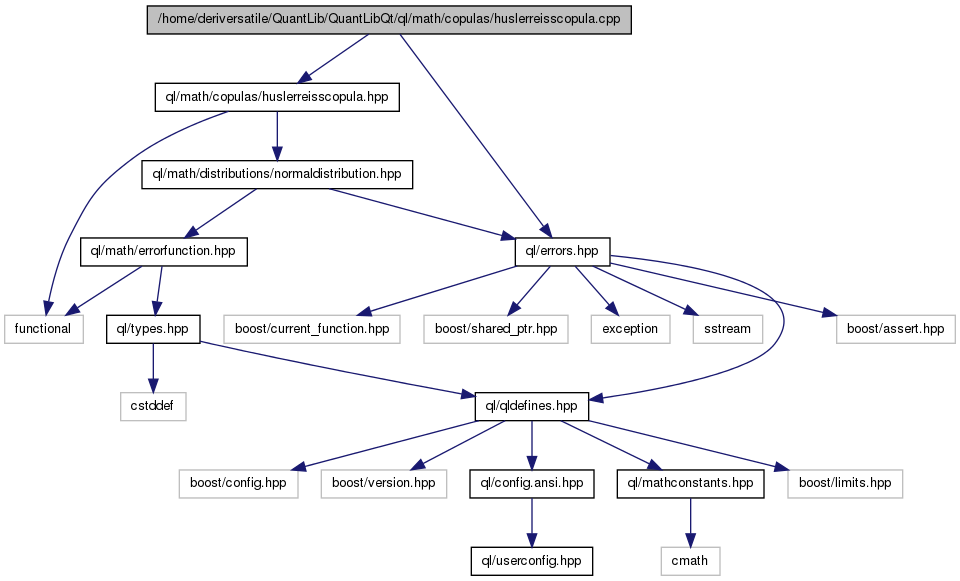 /home/deriversatile/QuantLib/QuantLibQt/ql/math/copulas/huslerreisscopula.cpp
ql/math/copulas/huslerreisscopula.hpp
ql/math/distributions/normaldistribution.hpp
ql/math/errorfunction.hpp
ql/errors.hpp
functional
ql/types.hpp
boost/current_function.hpp
boost/shared_ptr.hpp
exception
sstream
boost/assert.hpp
cstddef
ql/qldefines.hpp
boost/config.hpp
boost/version.hpp
ql/config.ansi.hpp
ql/mathconstants.hpp
boost/limits.hpp
ql/userconfig.hpp
cmath